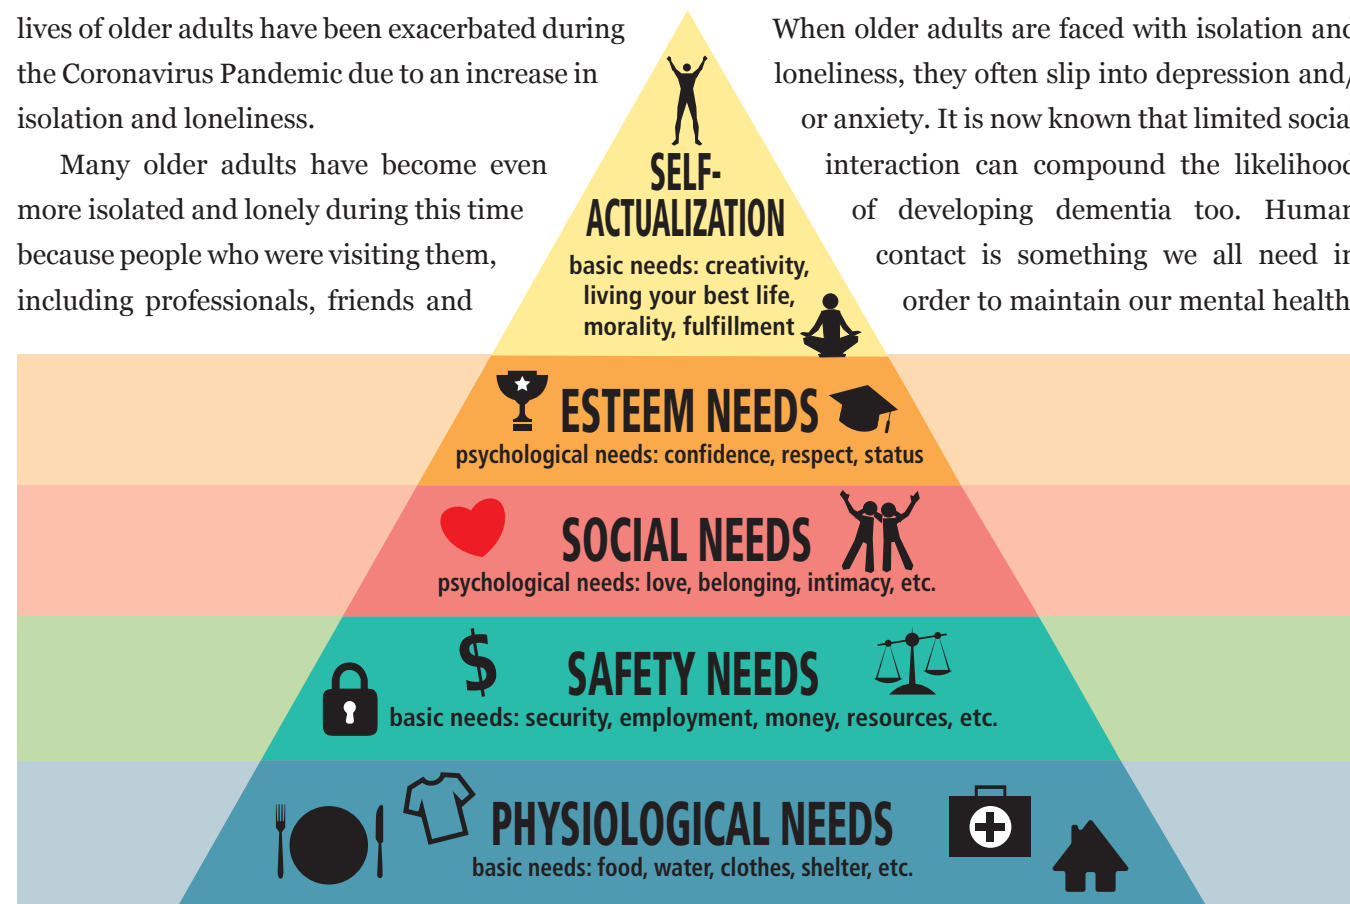 lives of older adults have been exacerbated during
the Coronavirus Pandemic due to an increase in
isolation and loneliness.
Many older adults have become even
more isolated and lonely during this time
because people who were visiting them,
including professionals, friends and
When older adults are faced with isolation and
loneliness, they often slip into depression and/
or anxiety. It is now known that limited social
interaction can compound the likelihood
of developing dementia too. Human
contact is something we all need in
order to maintain our mental health
SELF-
ACTUALIZATION
basic needs: creativity,
living your best life,
morality, fulfillment
ESTEEM NEEDS
psychological needs: confidence, respect, status
SOCIAL NEEDS
psychological needs: love, belonging, intimacy, etc.
$
SAFETY NEEDS
basic needs: security, employment, money, resources, etc.
PHYSIOLOGICAL NEEDS
basic needs: food, water, clothes, shelter, etc.